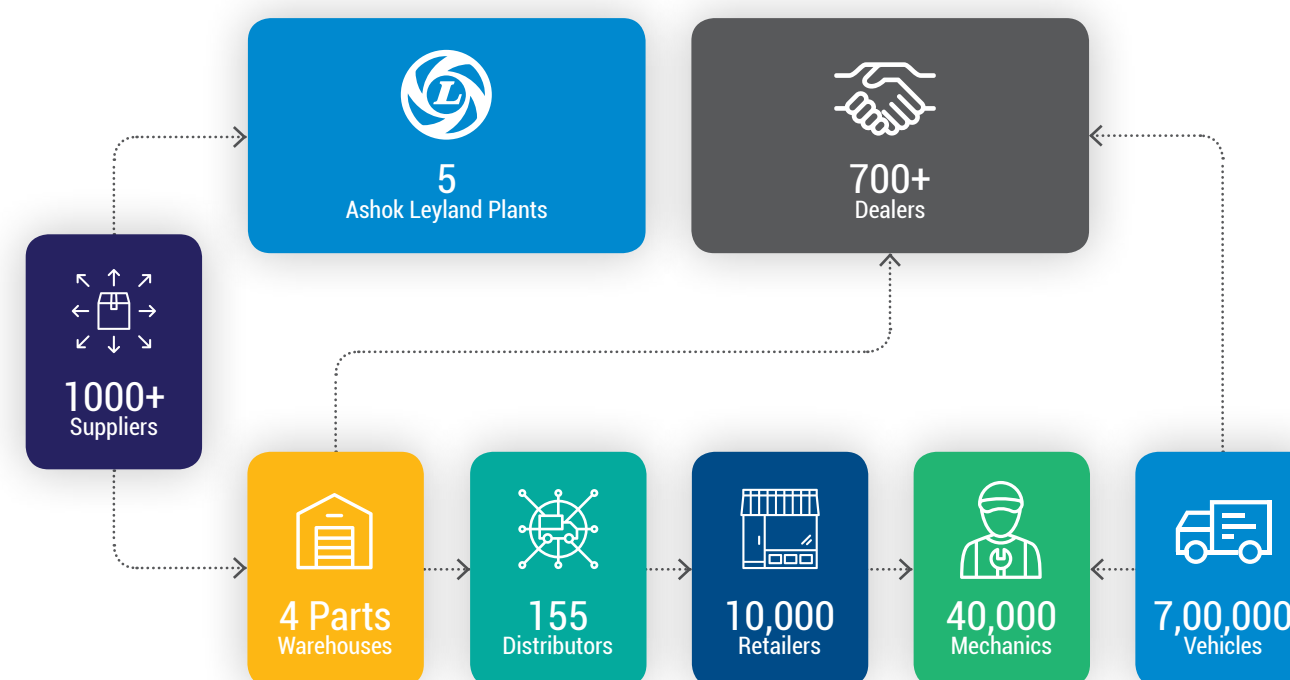 L
5
Ashok Leyland Plants
700+
Dealers
1000+
Suppliers
4 Parts
Warehouses
155
Distributors
10,000
Retailers
40,000
Mechanics
7,00,000
Vehicles